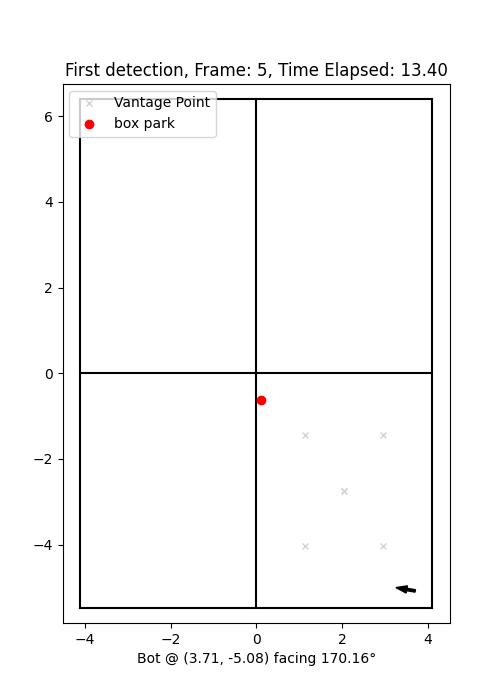 First detection, Frame: 5, Time Elapsed: 13.40
Vantage Point
box park
6
4
2
0
−2
−4
−4 −2 0 2 4
Bot @ (3.71, -5.08) facing 170.16°